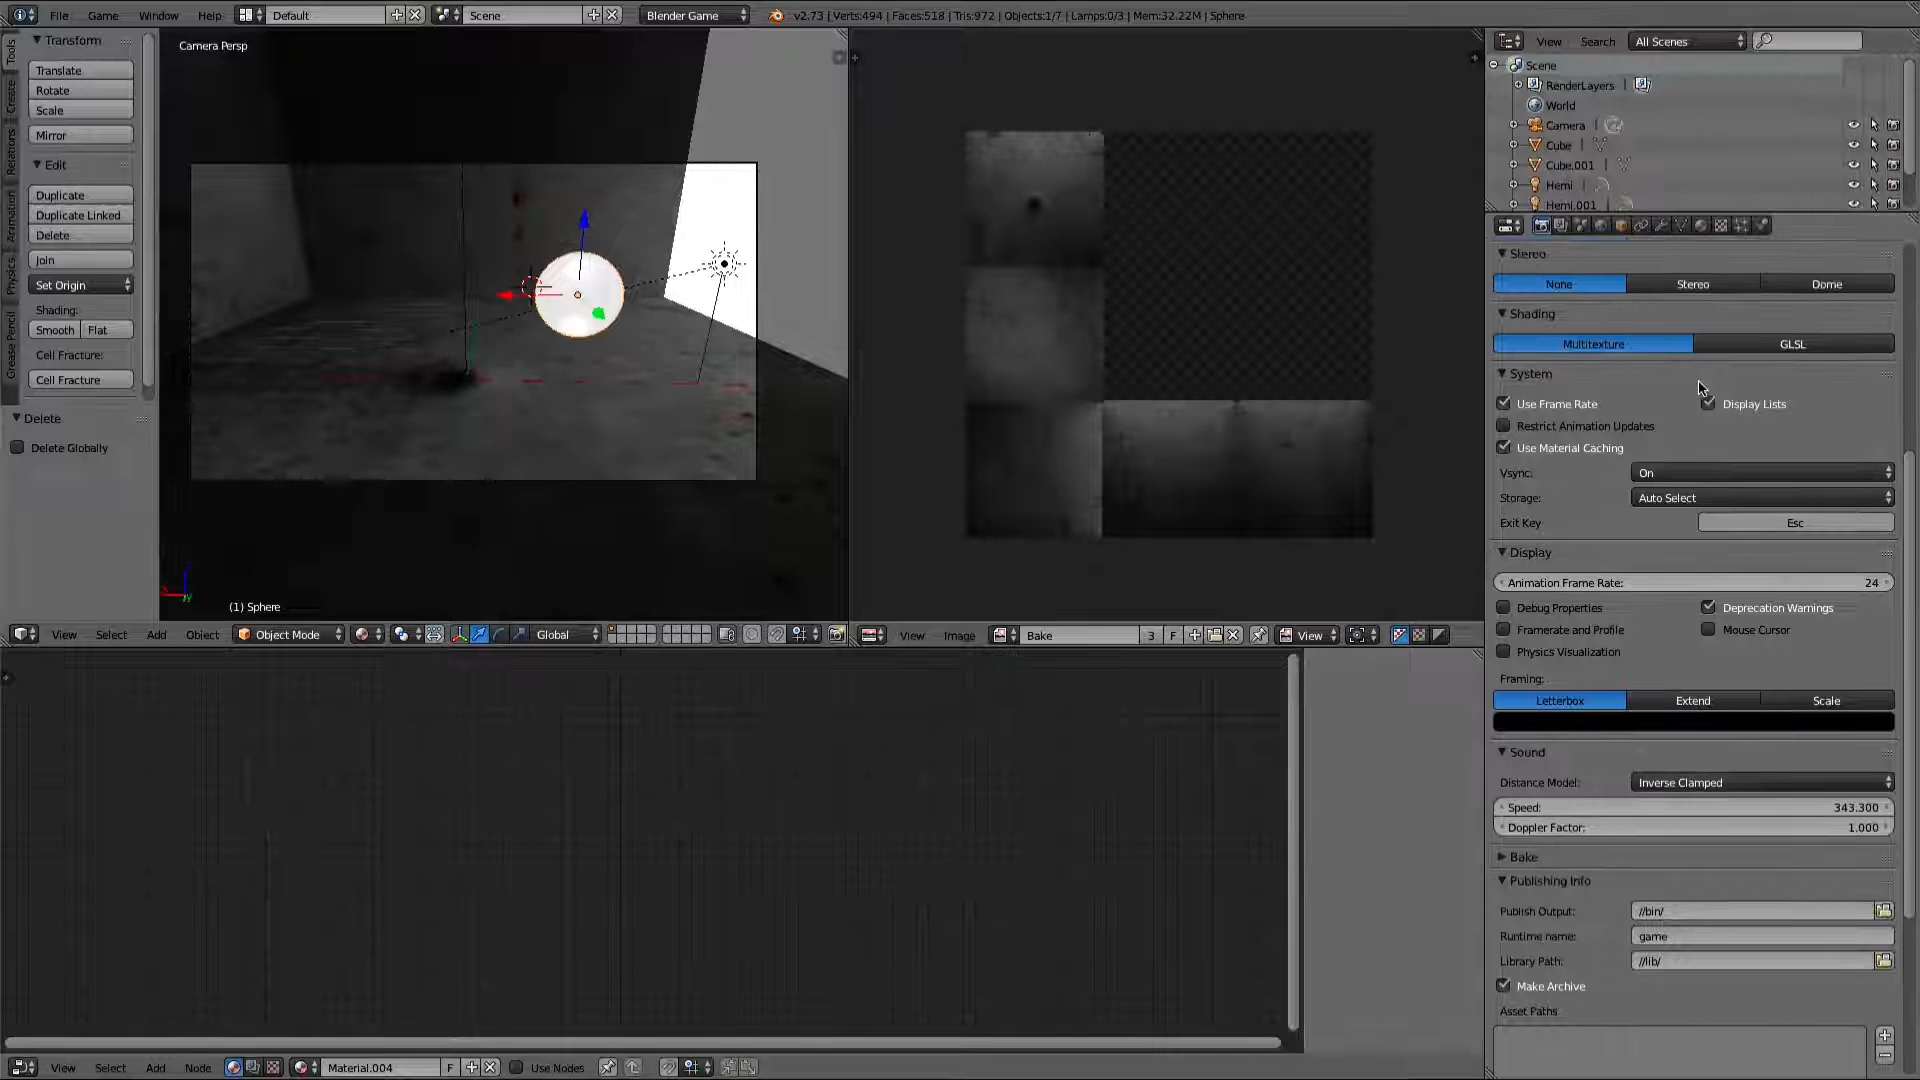 File Game Window Help Default Scene Blender Game v2.73 | Verts:494 | Faces:518 | Tris:972 | Objects:1/7 | Lamps:0/3 | Mem:32.22M | Sphere
Tools
Create
Relations
Animation
Physics
Grease Pencil
Transform
Translate
Rotate
Scale
Mirror
Edit
Duplicate
Duplicate Linked
Delete
Join
Set Origin
Shading:
Smooth Flat
Cell Fracture:
Cell Fracture
Delete
Delete Globally
Camera Persp
(1) Sphere
View Select Add Object Object Mode Global
View Image Bake 3 F View
View Select Add Node Material.004 F Use Nodes
View Search All Scenes
Scene
RenderLayers
World
Camera
Cube
Cube.001
Hemi
Hemi.001
Stereo
None Stereo Dome
Shading
Multitexture GLSL
System
Use Frame Rate Display Lists
Restrict Animation Updates
Use Material Caching
Vsync: On
Storage: Auto Select
Exit Key Esc
Display
Animation Frame Rate: 24
Debug Properties Deprecation Warnings
Framerate and Profile Mouse Cursor
Physics Visualization
Framing:
Letterbox Extend Scale
Sound
Distance Model: Inverse Clamped
Speed: 343.300
Doppler Factor: 1.000
Bake
Publishing Info
Publish Output: //bin/
Runtime name: game
Library Path: //lib/
Make Archive
Asset Paths